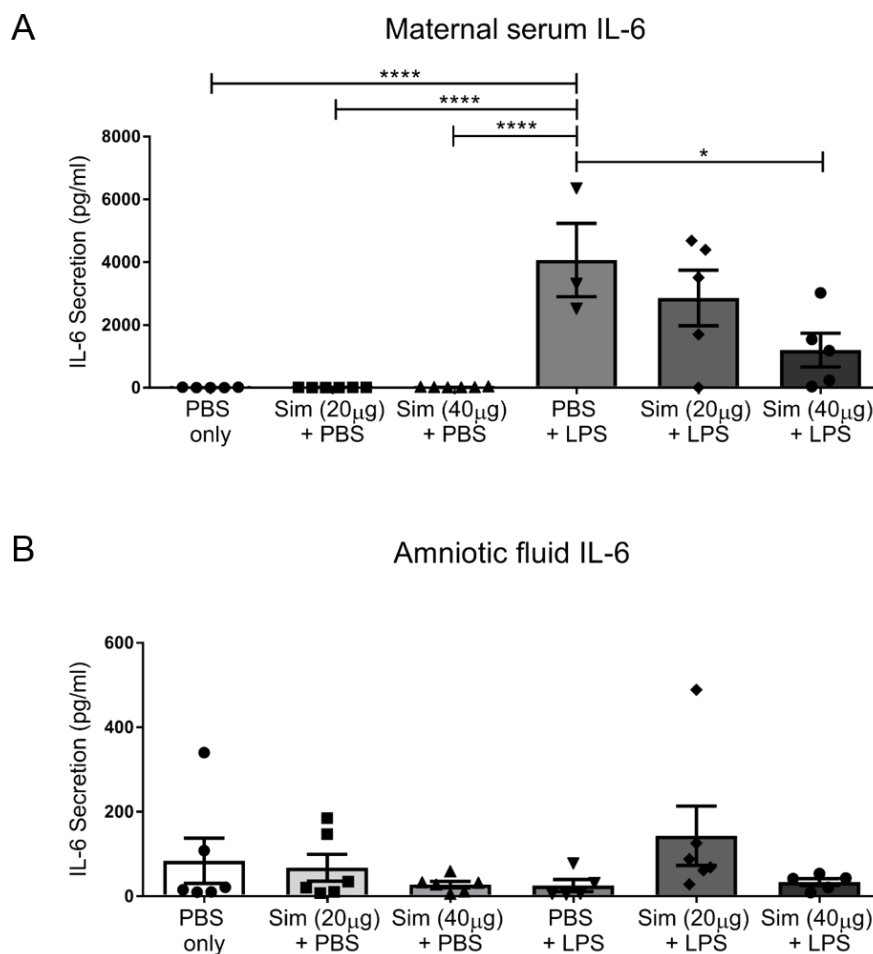 A
Maternal serum IL-6
****
****
****
*
8000
6000
4000
2000
0
IL-6 Secretion (pg/ml)
PBS only
Sim (20µg) + PBS
Sim (40µg) + PBS
PBS + LPS
Sim (20µg) + LPS
Sim (40µg) + LPS
B
Amniotic fluid IL-6
600
400
200
0
IL-6 Secretion (pg/ml)
PBS only
Sim (20µg) + PBS
Sim (40µg) + PBS
PBS + LPS
Sim (20µg) + LPS
Sim (40µg) + LPS